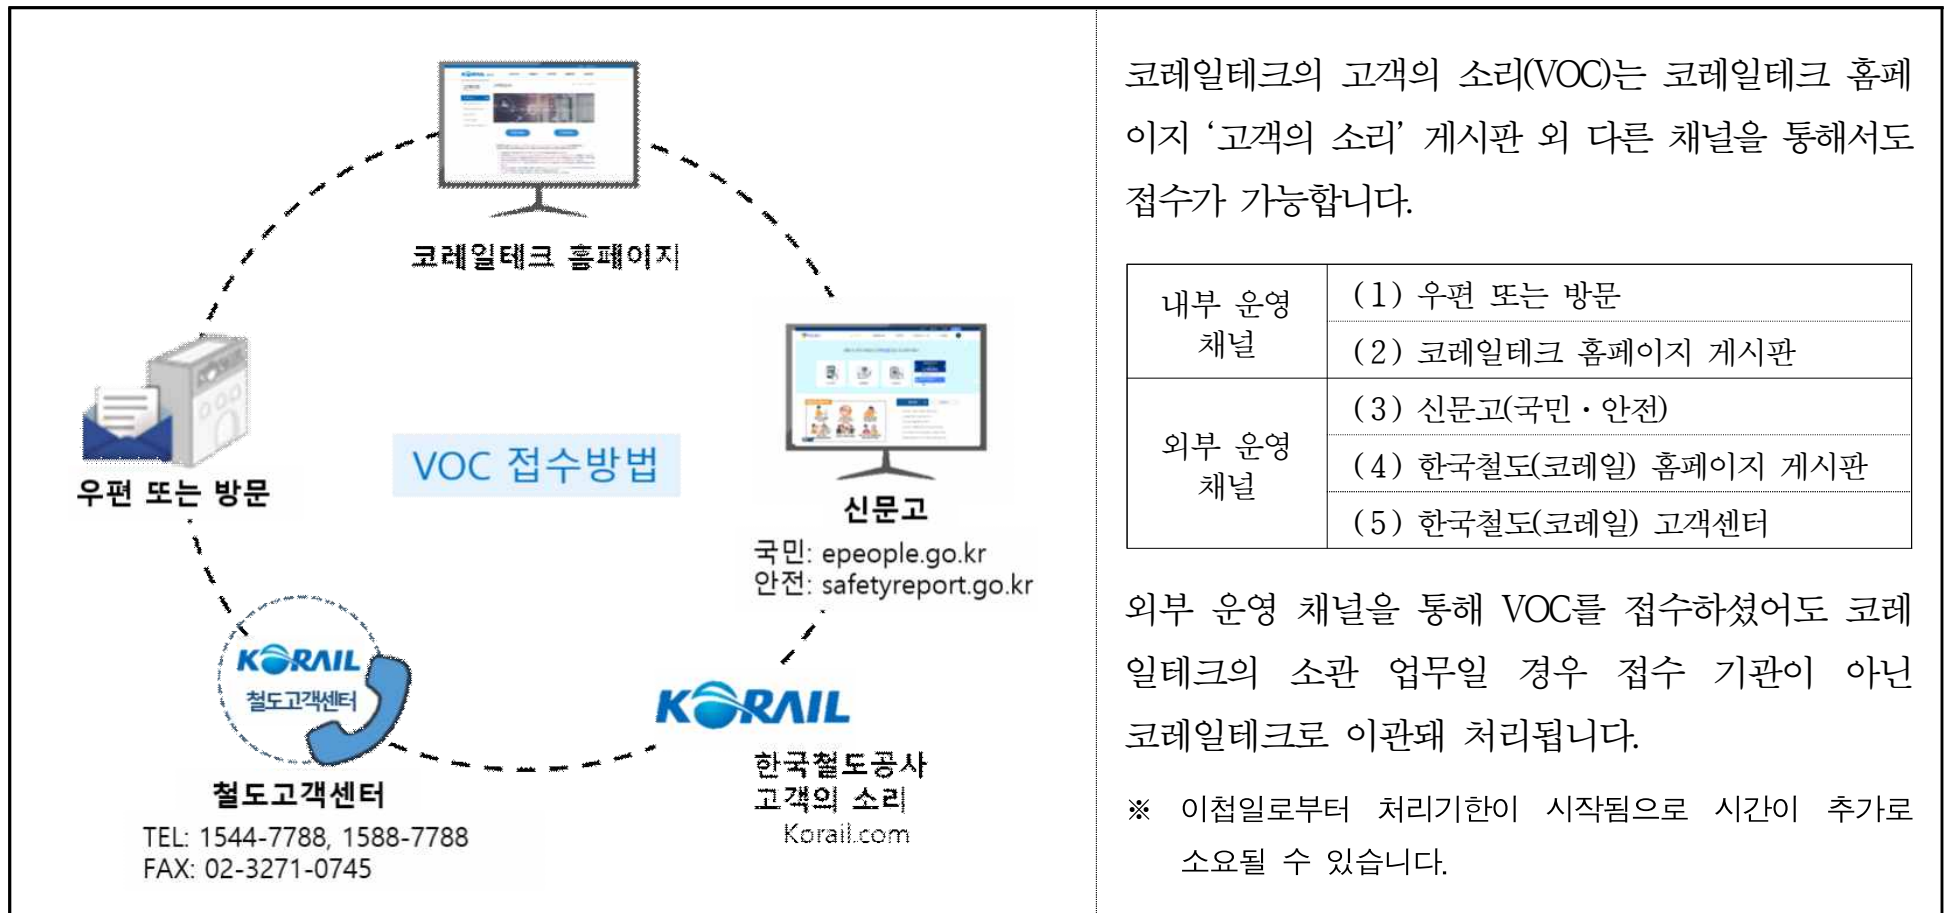 코레일테크 홈페이지
신문고
국민: epeople.go.kr
안전: safetyreport.go.kr
우편 또는 방문
VOC 접수방법
KORAIL
철도고객센터
철도고객센터
TEL: 1544-7788, 1588-7788
FAX: 02-3271-0745
KORAIL
한국철도공사
고객의 소리
Korail.com
코레일테크의 고객의 소리(VOC)는 코레일테크 홈페
이지 ‘고객의 소리’ 게시판 외 다른 채널을 통해서도
접수가 가능합니다.
내부 운영
채널
(1) 우편 또는 방문
(2) 코레일테크 홈페이지 게시판
외부 운영
채널
(3) 신문고(국민・안전)
(4) 한국철도(코레일) 홈페이지 게시판
(5) 한국철도(코레일) 고객센터
외부 운영 채널을 통해 VOC를 접수하셨어도 코레
일테크의 소관 업무일 경우 접수 기관이 아닌
코레일테크로 이관돼 처리됩니다.
※ 이첩일로부터 처리기한이 시작됨으로 시간이 추가로
소요될 수 있습니다.